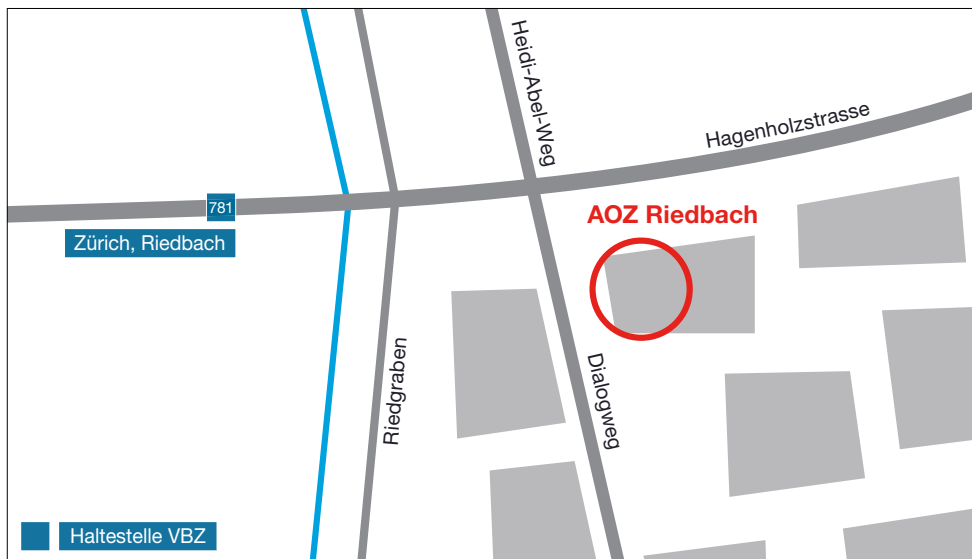 Heidi-Abel-Weg
Hagenholzstrasse
781
Zürich, Riedbach
AOZ Riedbach
Riedgraben
Dialogweg
Haltestelle VBZ